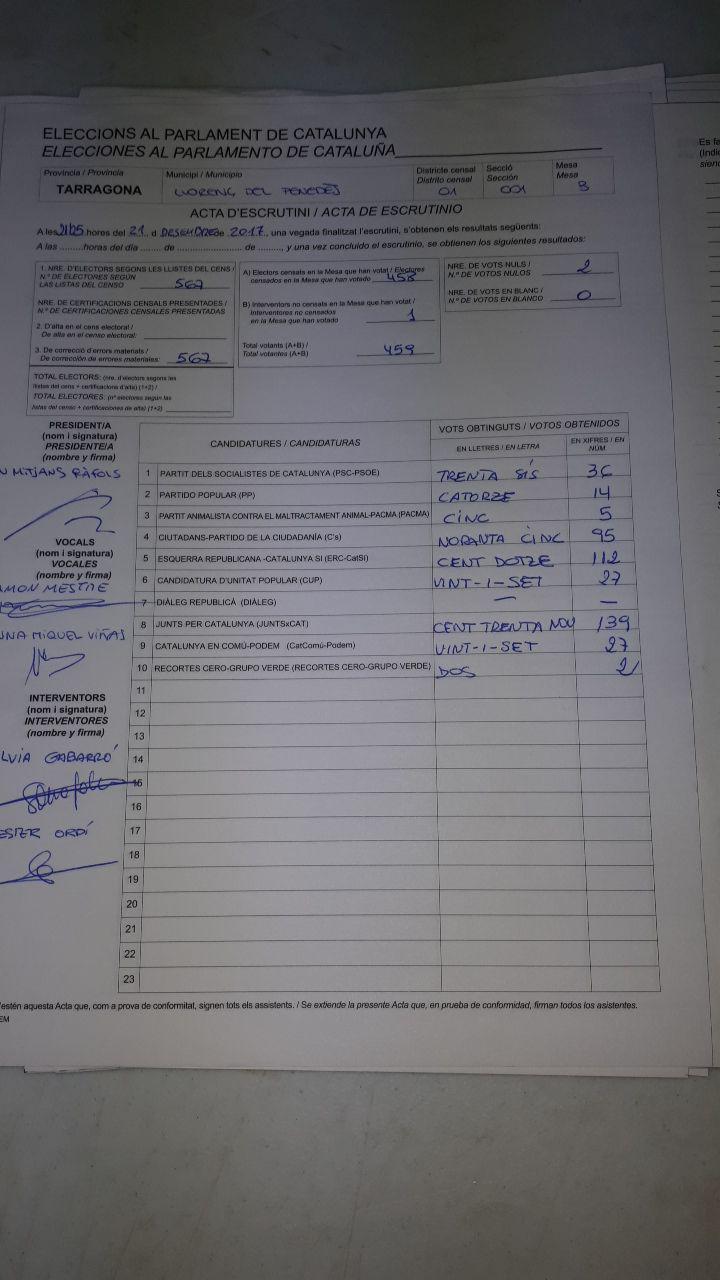 ELECCIONS AL PARLAMENT DE CATALUNYA
ELECCIONES AL PARLAMENTO DE CATALUÑA
Província / Provincia
TARRAGONA
Municipi / Municipio
LLORENÇ DEL PENEDÈS
Districte censal
Distrito censal
01
Secció
Sección
001
Mesa
Mesa
B
ACTA D'ESCRUTINI / ACTA DE ESCRUTINIO
A les 21:25 hores del 21 d DESEMBRE de 2017, una vegada finalitzat l'escrutini, s'obtenen els resultats següents:
A las ........horas del día ....... de ................... de ........, y una vez concluido el escrutinio, se obtienen los siguientes resultados:
1. NRE. D'ELECTORS SEGONS LES LLISTES DEL CENS /
N.º DE ELECTORES SEGÚN
LAS LISTAS DEL CENSO 567
NRE. DE CERTIFICACIONS CENSALS PRESENTADES /
N.º DE CERTIFICACIONES CENSALES PRESENTADAS
2. D'alta en el cens electoral /
De alta en el censo electoral:
3. De correcció d'errors materials /
De corrección de errores materiales: 567
TOTAL ELECTORS: (nre. d'electors segons les
llistes del cens + certificacions d'alta) (1+2) /
TOTAL ELECTORES: (nº electores según las
listas del censo + certificaciones de alta) (1+2)
A) Electors censats en la Mesa que han votat / Electores
censados en la Mesa que han votado 458
B) Interventors no censats en la Mesa que han votat /
Interventores no censados
en la Mesa que han votado 1
Total votants (A+B) /
Total votantes (A+B) 459
NRE. DE VOTS NULS /
N.º DE VOTOS NULOS 2
NRE. DE VOTS EN BLANC /
N.º DE VOTOS EN BLANCO 0
CANDIDATURES / CANDIDATURAS
VOTS OBTINGUTS / VOTOS OBTENIDOS
EN LLETRES / EN LETRA
EN XIFRES / EN NÚM
1 PARTIT DELS SOCIALISTES DE CATALUNYA (PSC-PSOE) TRENTA SIS 36
2 PARTIDO POPULAR (PP) CATORZE 14
3 PARTIT ANIMALISTA CONTRA EL MALTRACTAMENT ANIMAL-PACMA (PACMA) CINC 5
4 CIUTADANS-PARTIDO DE LA CIUDADANÍA (C's) NORANTA CINC 95
5 ESQUERRA REPUBLICANA -CATALUNYA SÍ (ERC-CatSí) CENT DOTZE 112
6 CANDIDATURA D'UNITAT POPULAR (CUP) VINT-I-SET 27
7 DIÀLEG REPUBLICÀ (DIÀLEG) — —
8 JUNTS PER CATALUNYA (JUNTSxCAT) CENT TRENTA NOU 139
9 CATALUNYA EN COMÚ-PODEM (CatComú-Podem) VINT-I-SET 27
10 RECORTES CERO-GRUPO VERDE (RECORTES CERO-GRUPO VERDE) DOS 2
11
12
13
14
15
16
17
18
19
20
21
22
23
PRESIDENT/A
(nom i signatura)
PRESIDENTE/A
(nombre y firma)
N MITJANS RÀFOLS
VOCALS
(nom i signatura)
VOCALES
(nombre y firma)
AMON MESTRE
UNA MIQUEL VIÑAS
INTERVENTORS
(nom i signatura)
INTERVENTORES
(nombre y firma)
LVIA GABARRÓ
ESTER ORDÍ
'estén aquesta Acta que, com a prova de conformitat, signen tots els assistents. / Se extiende la presente Acta que, en prueba de conformidad, firman todos los asistentes.
EM
Es fa
(Indi
siend